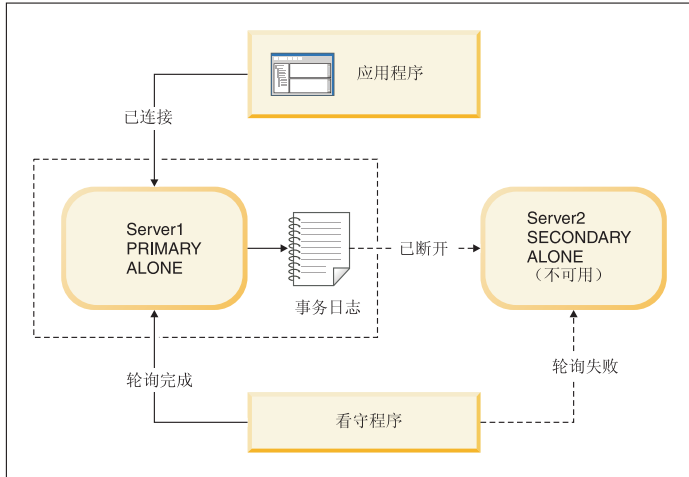 应用程序
已连接
Server1
PRIMARY
ALONE
事务日志
已断开
Server2
SECONDARY
ALONE
（不可用）
轮询完成
轮询失败
看守程序